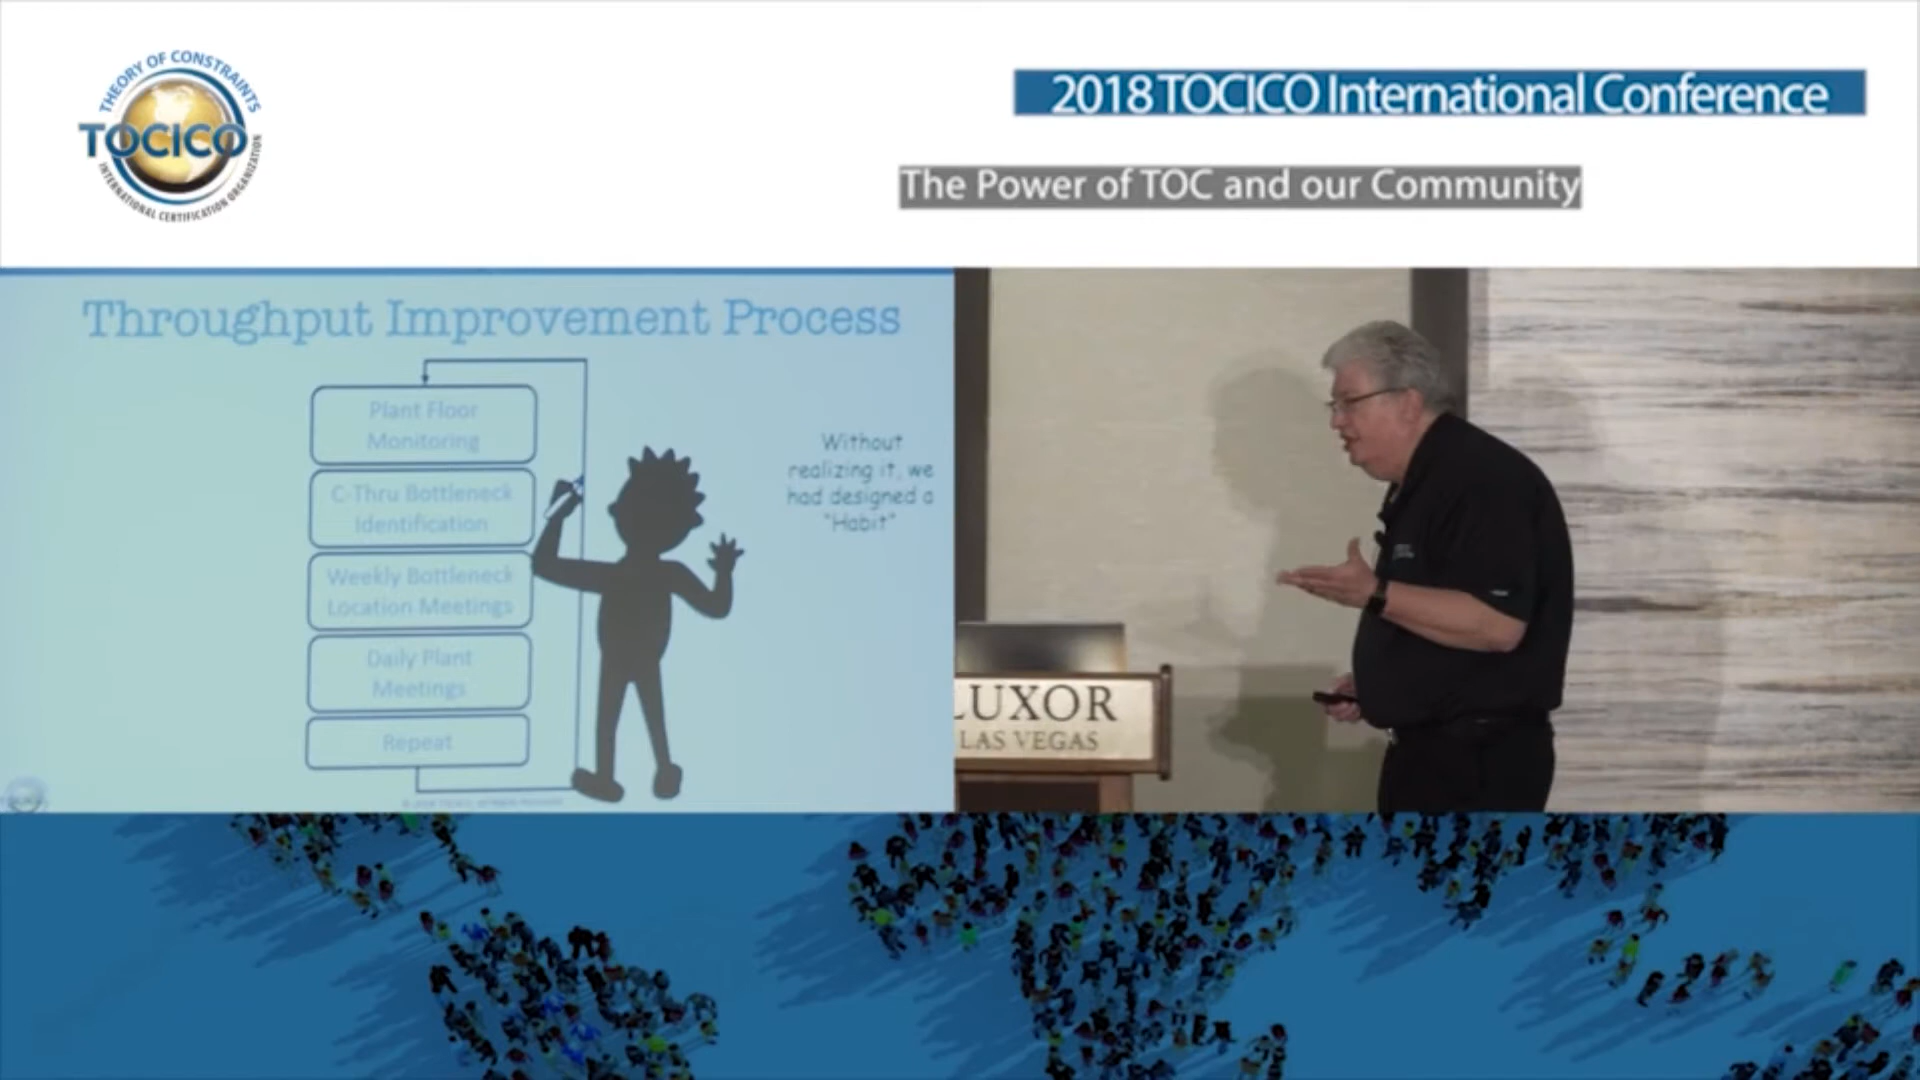 THEORY OF CONSTRAINTS
TOCICO
INTERNATIONAL CERTIFICATION ORGANIZATION
2018 TOCICO International Conference
The Power of TOC and our Community
Throughput Improvement Process
Plant Floor
Monitoring
C-Thru Bottleneck
Identification
Weekly Bottleneck
Location Meetings
Daily Plant
Meetings
Repeat
Without
realizing it, we
had designed a
"Habit"
LUXOR
LAS VEGAS